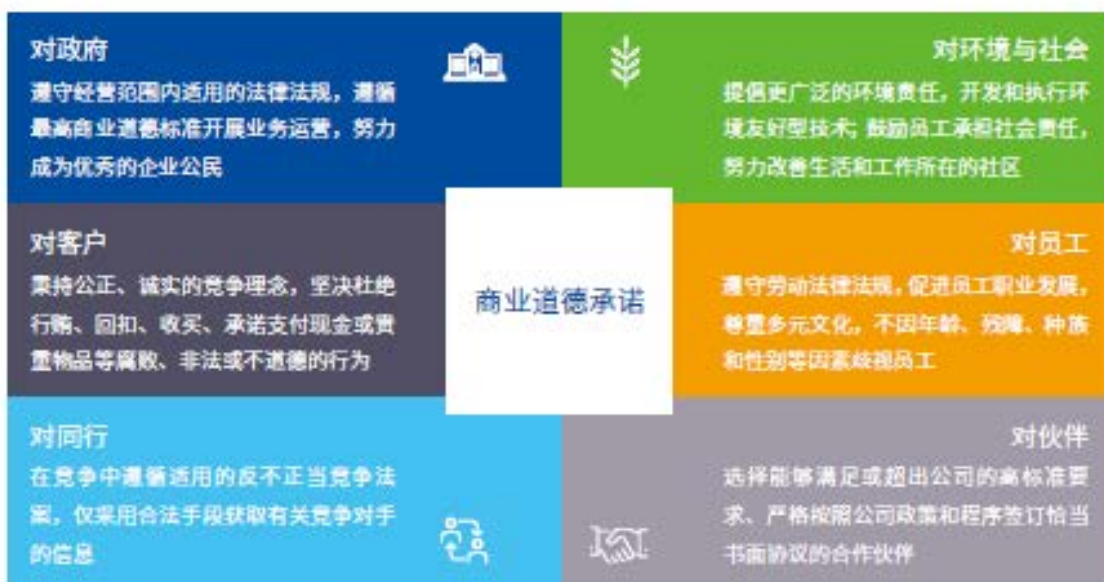 对政府
遵守经营范围内适用的法律法规，遵循
最高商业道德标准开展业务运营，努力
成为优秀的企业公民
对环境与社会
提倡更广泛的环境责任，开发和执行环
境友好型技术；鼓励员工承担社会责任，
努力改善生活和工作所在的社区
对客户
秉持公正、诚实的竞争理念，坚决杜绝
行贿、回扣、收买、承诺支付现金或贵
重物品等腐败、非法或不道德的行为
商业道德承诺
对员工
遵守劳动法律法规，促进员工职业发展，
尊重多元文化，不因年龄、残障、种族
和性别等因素歧视员工
对同行
在竞争中遵循适用的反不正当竞争法
案，仅采用合法手段获取有关竞争对手
的信息
对伙伴
选择能够满足或超出公司的高标准要
求、严格按照公司政策和程序签订恰当
书面协议的合作伙伴